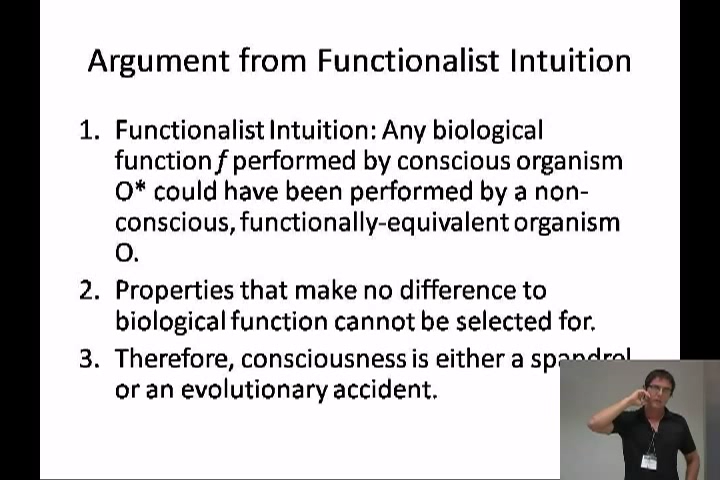 Argument from Functionalist Intuition
1. Functionalist Intuition: Any biological
function f performed by conscious organism
O* could have been performed by a non-
conscious, functionally-equivalent organism
O.
2. Properties that make no difference to
biological function cannot be selected for.
3. Therefore, consciousness is either a spandrel
or an evolutionary accident.